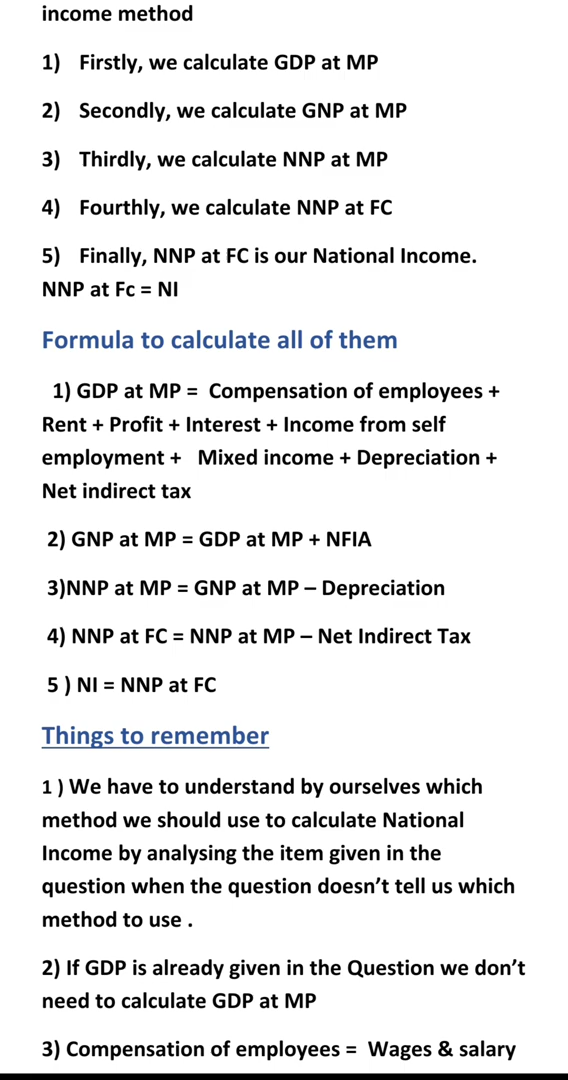 income method
1) Firstly, we calculate GDP at MP
2) Secondly, we calculate GNP at MP
3) Thirdly, we calculate NNP at MP
4) Fourthly, we calculate NNP at FC
5) Finally, NNP at FC is our National Income.
NNP at Fc = NI
Formula to calculate all of them
1) GDP at MP = Compensation of employees +
Rent + Profit + Interest + Income from self
employment + Mixed income + Depreciation +
Net indirect tax
2) GNP at MP = GDP at MP + NFIA
3)NNP at MP = GNP at MP – Depreciation
4) NNP at FC = NNP at MP – Net Indirect Tax
5 ) NI = NNP at FC
Things to remember
1 ) We have to understand by ourselves which
method we should use to calculate National
Income by analysing the item given in the
question when the question doesn’t tell us which
method to use .
2) If GDP is already given in the Question we don’t
need to calculate GDP at MP
3) Compensation of employees = Wages & salary